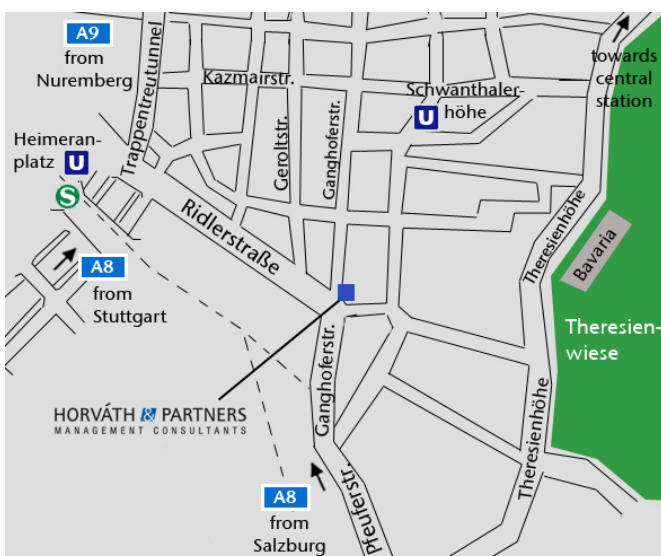 A9
from
Nuremberg
Trappentreutunnel
Kazmairstr.
Geroltstr.
Ganghoferstr.
Schwanthaler-
höhe
U
towards
central
station
Heimeran-
platz
U
S
Ridlerstraße
A8
from
Stuttgart
Theresienhöhe
Bavaria
Theresien-
wiese
HORVÁTH & PARTNERS
MANAGEMENT CONSULTANTS
Ganghoferstr.
Theresienhöhe
A8
from
Salzburg
Pfeuferstr.